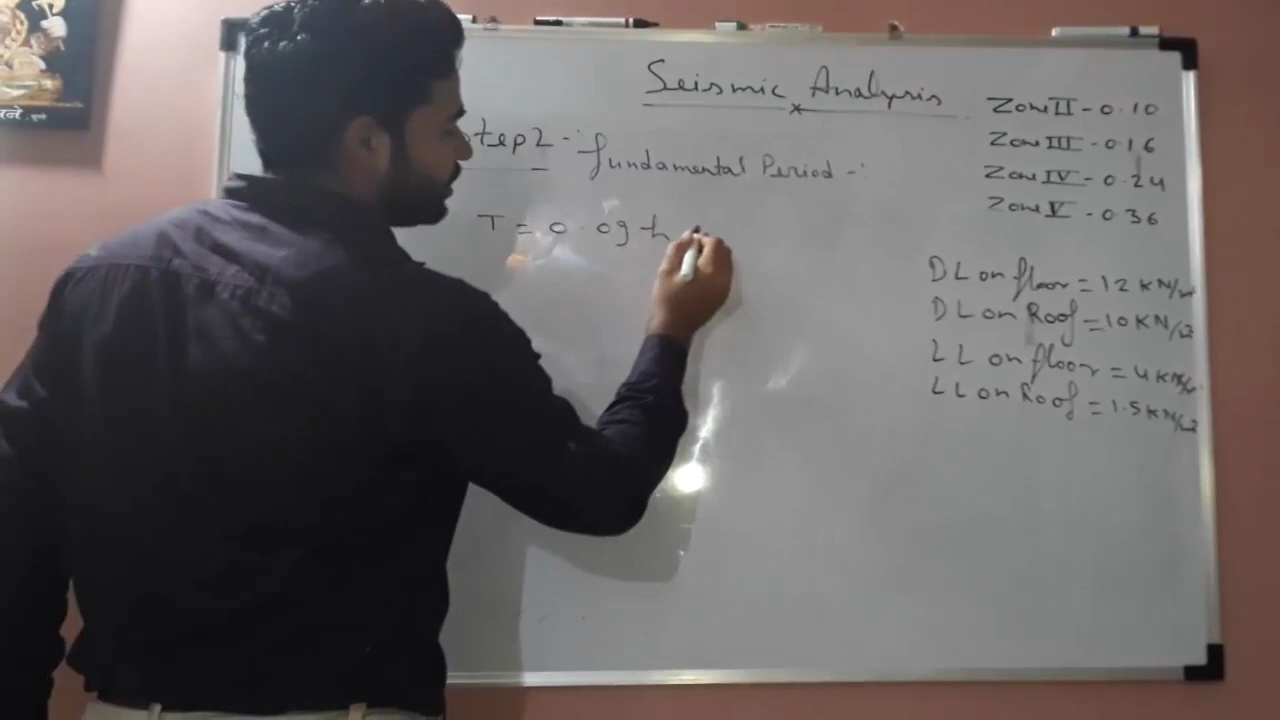 Seismic Analysis
Step 2 -: fundamental Period -:
T = 0.09 h
Zone II - 0.10
Zone III - 0.16
Zone IV - 0.24
Zone V - 0.36
DL on floor = 12 KN/m²
DL on Roof = 10 KN/m²
LL on floor = 4 KN/m²
LL on Roof = 1.5 KN/m²